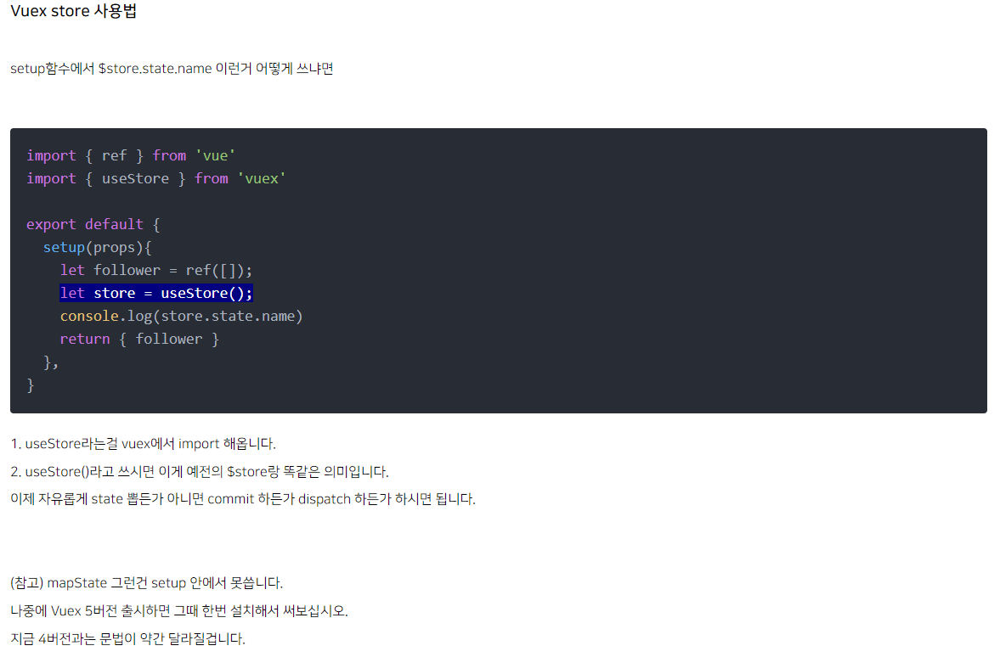 Vuex store 사용법
setup함수에서 $store.state.name 이런거 어떻게 쓰냐면
import { ref } from 'vue'
import { useStore } from 'vuex'
export default {
setup(props){
let follower = ref([]);
let store = useStore();
console.log(store.state.name)
return { follower }
},
}
1. useStore라는걸 vuex에서 import 해옵니다.
2. useStore()라고 쓰시면 이게 예전의 $store랑 똑같은 의미입니다.
이제 자유롭게 state 뽑든가 아니면 commit 하든가 dispatch 하든가 하시면 됩니다.
(참고) mapState 그런건 setup 안에서 못씁니다.
나중에 Vuex 5버전 출시하면 그때 한번 설치해서 써보십시오.
지금 4버전과는 문법이 약간 달라질겁니다.